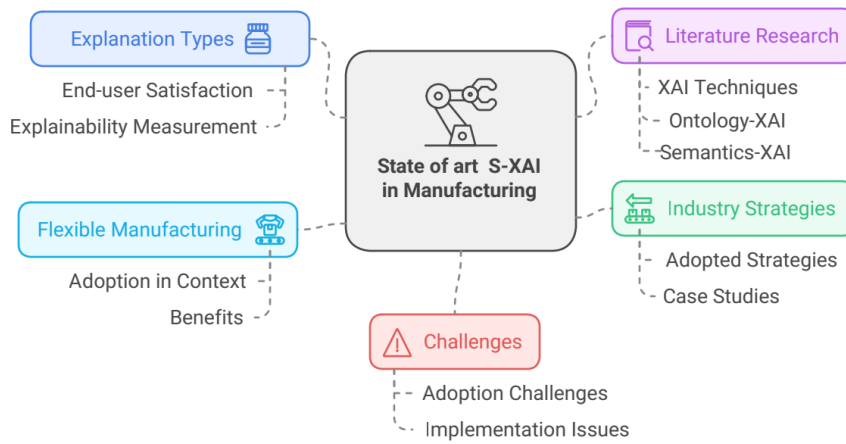 Explanation Types
End-user Satisfaction
Explainability Measurement
Flexible Manufacturing
Adoption in Context
Benefits
State of art S-XAI
in Manufacturing
Challenges
Adoption Challenges
Implementation Issues
Literature Research
XAI Techniques
Ontology-XAI
Semantics-XAI
Industry Strategies
Adopted Strategies
Case Studies